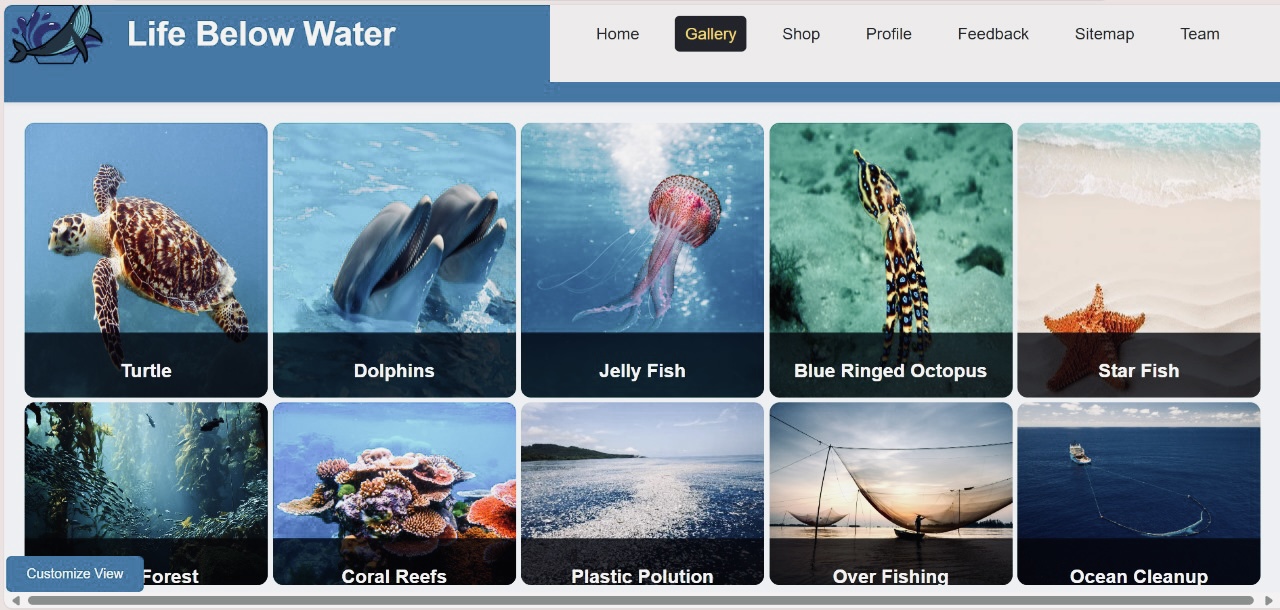 Life Below Water
Home Gallery Shop Profile Feedback Sitemap Team
Turtle Dolphins Jelly Fish Blue Ringed Octopus Star Fish
Forest Coral Reefs Plastic Polution Over Fishing Ocean Cleanup
Customize View